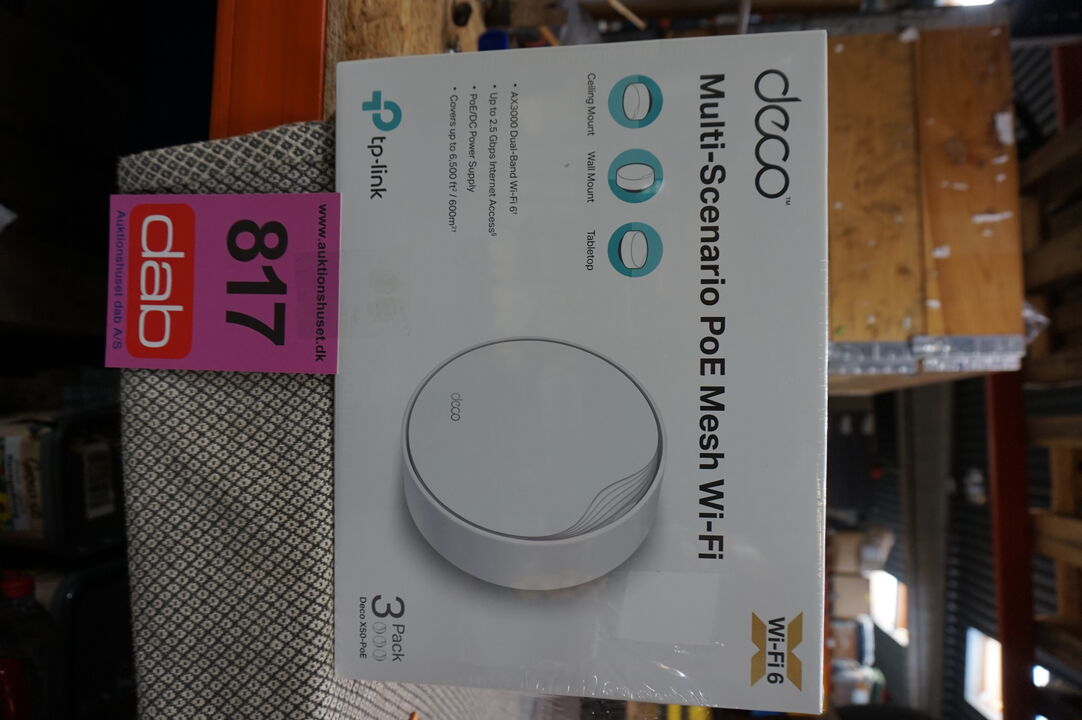 deco™
Multi-Scenario PoE Mesh Wi-Fi
Wi-Fi 6
Ceiling Mount
Wall Mount
Tabletop
• AX3000 Dual-Band Wi-Fi 6†
• Up to 2.5 Gbps Internet Access§
• PoE/DC Power Supply
• Covers up to 6,500 ft² / 600m²†
deco
tp-link
3 Pack
Deco X50-PoE
www.auktionshuset.dk
817
dab
Auktionshuset dab A/S